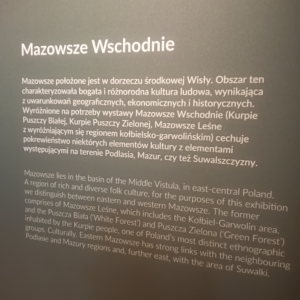 Mazowsze Wschodnie
Mazowsze położone jest w dorzeczu środkowej Wisły. Obszar ten
charakteryzowała bogata i różnorodna kultura ludowa, wynikająca
z uwarunkowań geograficznych, ekonomicznych i historycznych.
Wyróżnione na potrzeby wystawy Mazowsze Wschodnie (Kurpie
Puszczy Białej, Kurpie Puszczy Zielonej, Mazowsze Leśne
z wyróżniającym się regionem kołbielsko-garwolińskim) cechuje
pokrewieństwo niektórych elementów kultury z elementami
występującymi na terenie Podlasia, Mazur, czy też Suwalszczyzny.
Mazowsze lies in the basin of the Middle Vistula, in east-central Poland.
A region of rich and diverse folk culture, for the purposes of this exhibition
we distinguish between eastern and western Mazowsze. The former
comprises of Mazowsze Leśne, which includes the Kołbiel-Garwolin area,
and the Puszcza Biała ('White Forest') and Puszcza Zielona ('Green Forest')
inhabited by the Kurpie people, one of Poland's most distinct ethnographic
groups. Culturally, Eastern Mazowsze has strong links with the neighbouring
Podlasie and Mazury regions and, further east, with the area of Suwałki.